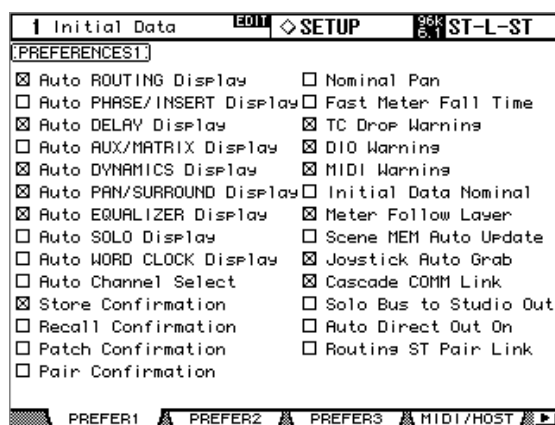 1 Initial Data EDIT ◇SETUP 96k 6.1 ST-L-ST
PREFERENCES1
☒ Auto ROUTING Display ☐ Nominal Pan
☐ Auto PHASE/INSERT Display ☐ Fast Meter Fall Time
☒ Auto DELAY Display ☒ TC Drop Warning
☐ Auto AUX/MATRIX Display ☒ DIO Warning
☒ Auto DYNAMICS Display ☒ MIDI Warning
☒ Auto PAN/SURROUND Display ☐ Initial Data Nominal
☒ Auto EQUALIZER Display ☒ Meter Follow Layer
☐ Auto SOLO Display ☐ Scene MEM Auto Update
☐ Auto WORD CLOCK Display ☒ Joystick Auto Grab
☐ Auto Channel Select ☒ Cascade COMM Link
☒ Store Confirmation ☐ Solo Bus to Studio Out
☐ Recall Confirmation ☐ Auto Direct Out On
☐ Patch Confirmation ☐ Routing ST Pair Link
☐ Pair Confirmation
PREFER1 PREFER2 PREFER3 MIDI/HOST